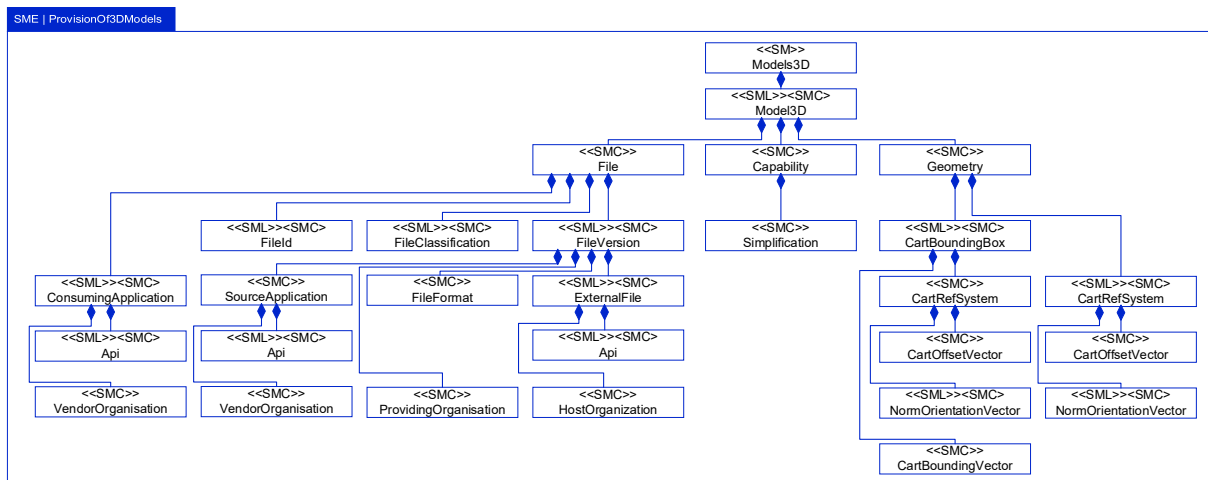 SME | ProvisionOf3DModels
<<SM>>
Models3D
<<SML>><SMC>
Model3D
<<SMC>>
File
<<SMC>>
Capability
<<SMC>>
Geometry
<<SML>><SMC>
FileId
<<SML>><SMC>
FileClassification
<<SML>><SMC>
FileVersion
<<SMC>>
Simplification
<<SML>><SMC>
CartBoundingBox
<<SML>><SMC>
ConsumingApplication
<<SMC>>
SourceApplication
<<SMC>>
FileFormat
<<SML>><SMC>
ExternalFile
<<SMC>>
CartRefSystem
<<SML>><SMC>
CartRefSystem
<<SML>><SMC>
Api
<<SML>><SMC>
Api
<<SML>><SMC>
Api
<<SMC>>
CartOffsetVector
<<SMC>>
CartOffsetVector
<<SMC>>
VendorOrganisation
<<SMC>>
VendorOrganisation
<<SMC>>
ProvidingOrganisation
<<SMC>>
HostOrganization
<<SML>><SMC>
NormOrientationVector
<<SML>><SMC>
NormOrientationVector
<<SMC>>
CartBoundingVector